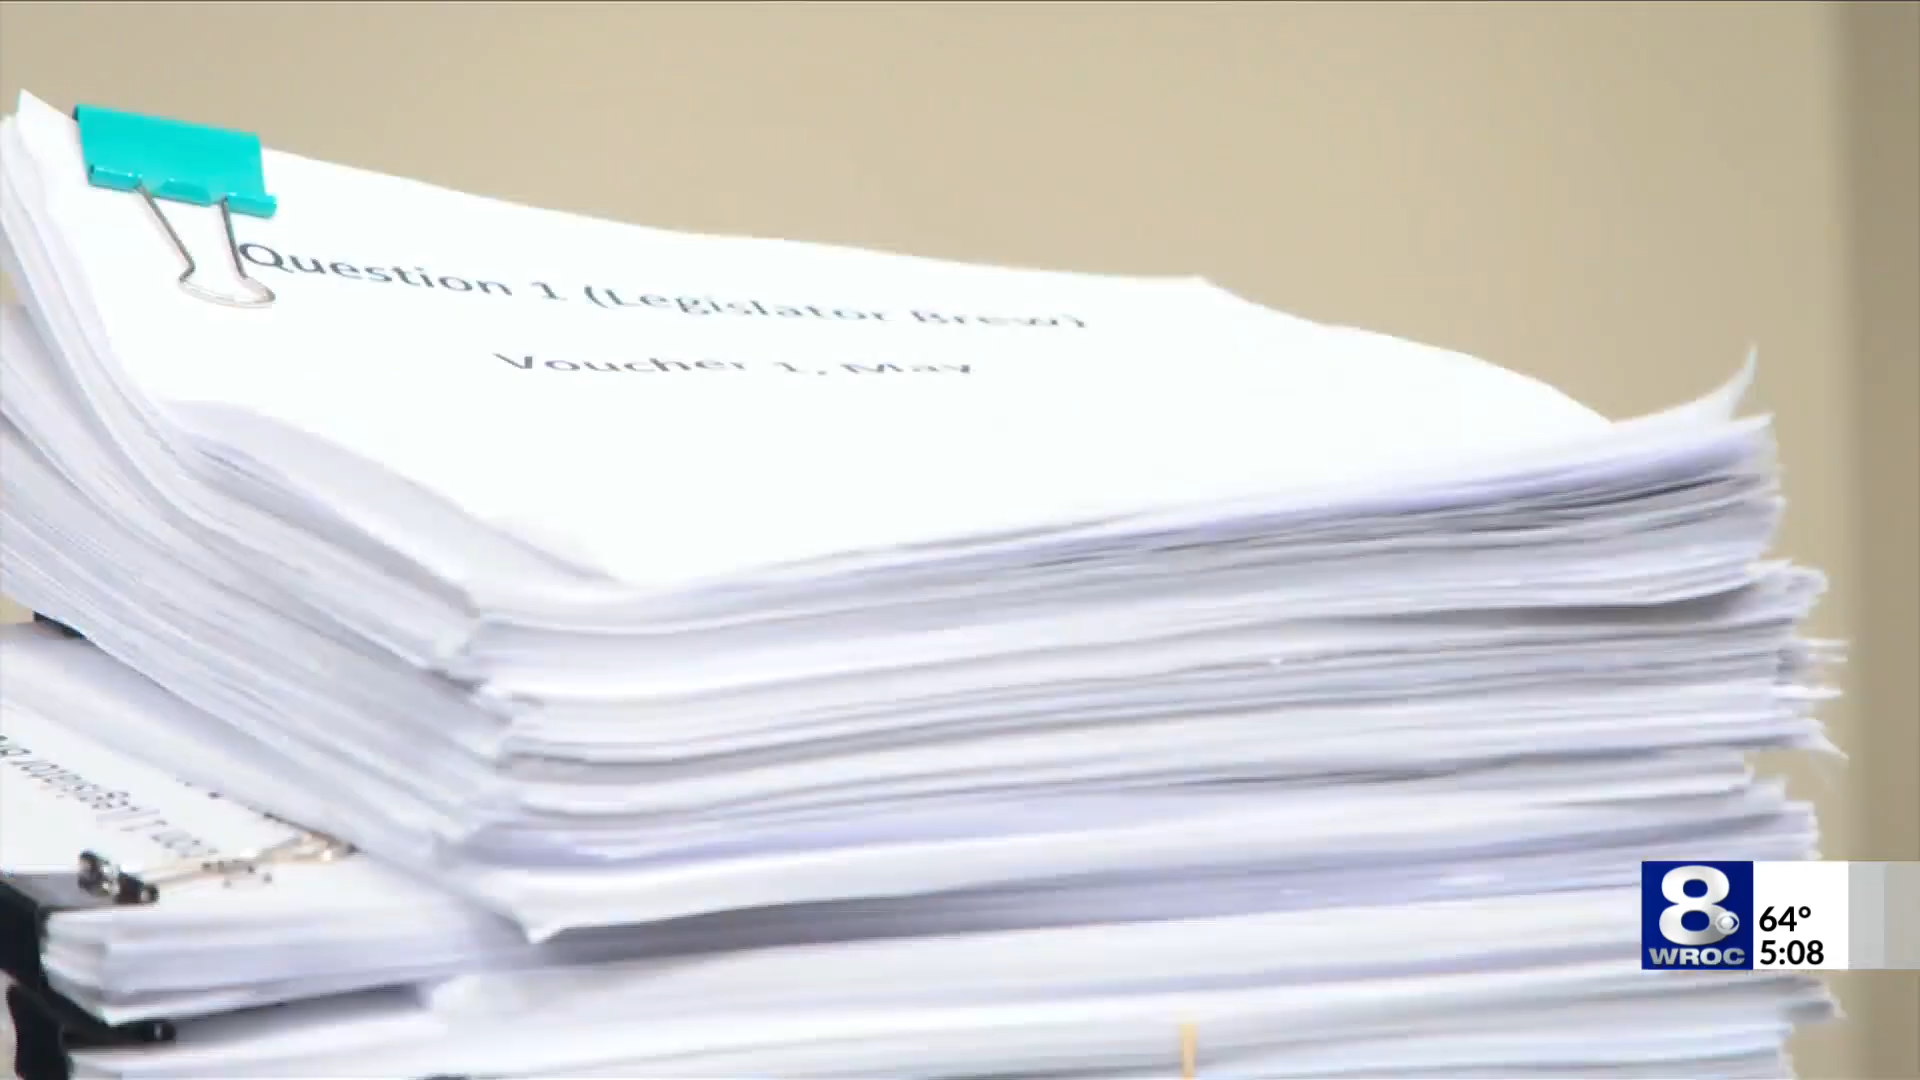 Question 1 (Legislator Brew)
Voucher 1, May
8
WROC
64°
5:08